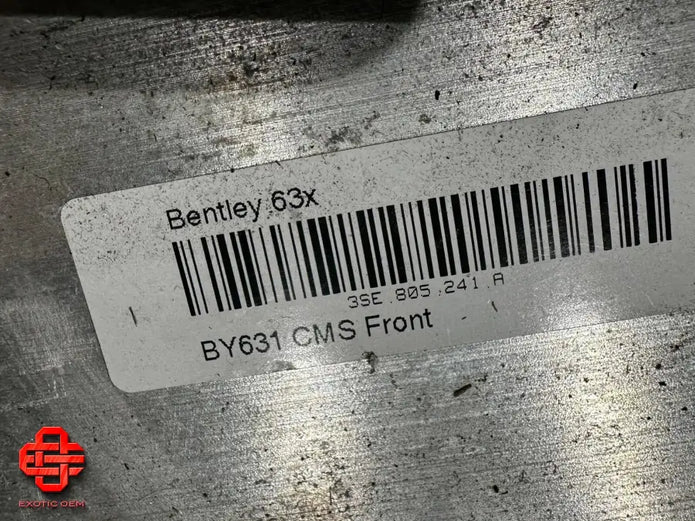 Bentley 63x
3SE.805.241.A
BY631 CMS Front
EXOTIC OEM